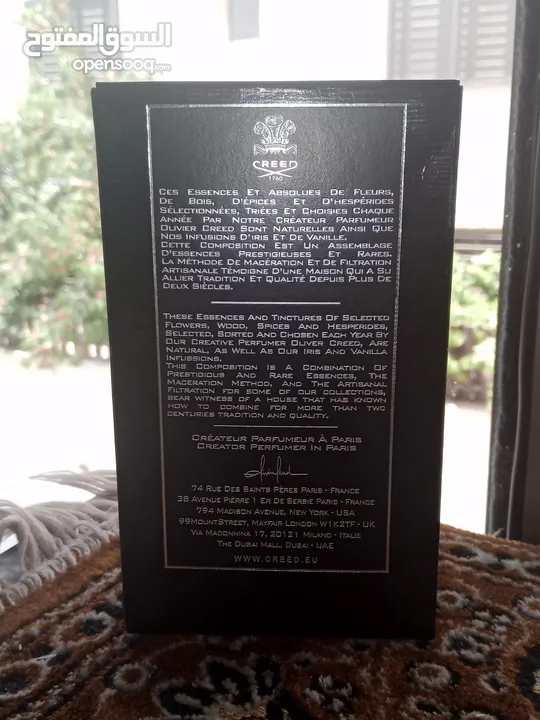 السوق المفتوح
opensooq.com
CREED
1760
CES ESSENCES ET ABSOLUES DE FLEURS,
DE BOIS, D'ÉPICES ET D'HESPÉRIDES
SÉLECTIONNÉES, TRIÉES ET CHOISIES CHAQUE
ANNÉE PAR NOTRE CRÉATEUR PARFUMEUR
OLIVIER CREED SONT NATURELLES AINSI QUE
NOS INFUSIONS D'IRIS ET DE VANILLE.
CETTE COMPOSITION EST UN ASSEMBLAGE
D'ESSENCES PRESTIGIEUSES ET RARES.
LA MÉTHODE DE MACÉRATION ET DE FILTRATION
ARTISANALE TÉMOIGNE D'UNE MAISON QUI A SU
ALLIER TRADITION ET QUALITÉ DEPUIS PLUS DE
DEUX SIÈCLES.
THESE ESSENCES AND TINCTURES OF SELECTED
FLOWERS, WOOD, SPICES AND HESPERIDES,
SELECTED, SORTED AND CHOSEN EACH YEAR BY
OUR CREATIVE PERFUMER OLIVER CREED, ARE
NATURAL, AS WELL AS OUR IRIS AND VANILLA
INFUSSIONS.
THIS COMPOSITION IS A COMBINATION OF
PRESTIGIOUS AND RARE ESSENCES, THE
MACERATION METHOD, AND THE ARTISANAL
FILTRATION FOR SOME OF OUR COLLECTIONS,
BEAR WITNESS OF A HOUSE THAT HAS KNOWN
HOW TO COMBINE FOR MORE THAN TWO
CENTURIES TRADITION AND QUALITY.
CRÉATEUR PARFUMEUR À PARIS
CREATOR PERFUMER IN PARIS
74 RUE DES SAINTS PÈRES PARIS - FRANCE
38 AVENUE PIERRE 1 ER DE SERBIE PARIS - FRANCE
794 MADISON AVENUE, NEW YORK - USA
99MOUNTSTREET, MAYFAIR LONDON W1K2TF - UK
VIA MADONNINA 17, 20121 MILANO - ITALIE
THE DUBAI MALL DUBAI - UAE
WWW.CREED.EU